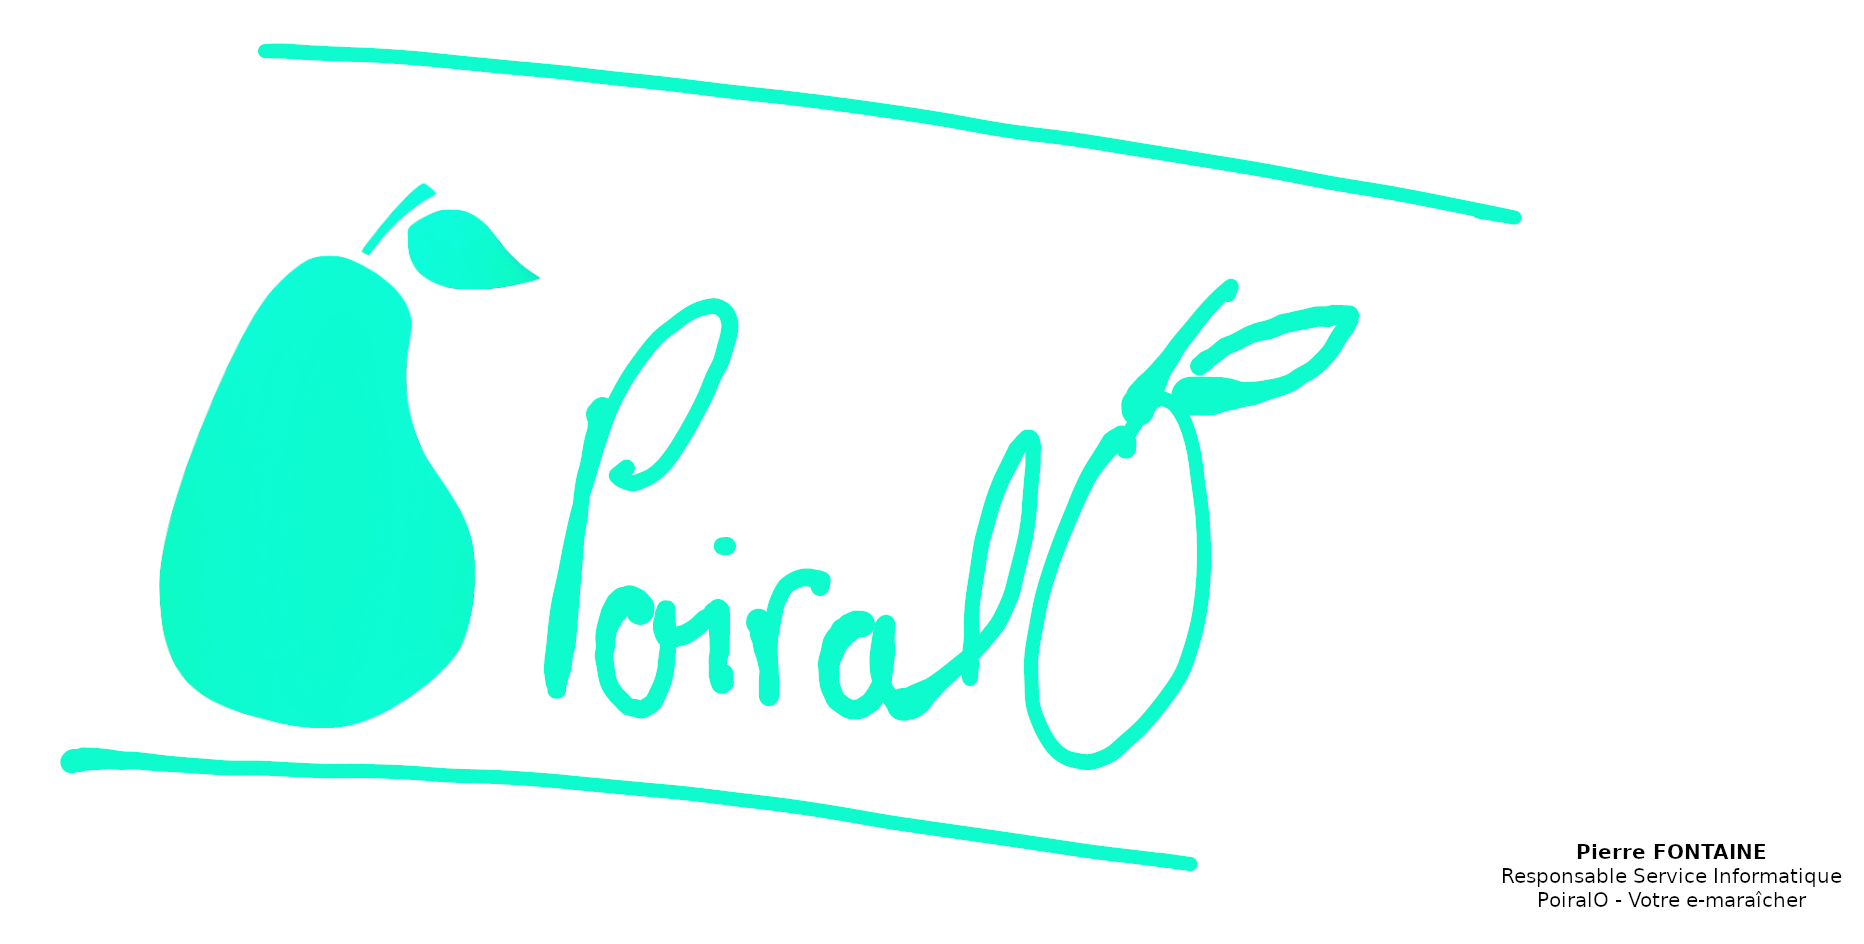 PoiralO
Pierre FONTAINE
Responsable Service Informatique
PoiralO - Votre e-maraîcher